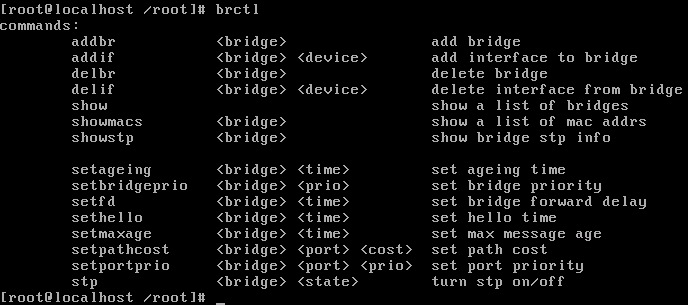 [root@localhost /root]# brctl
commands:
        addbr           <bridge>                add bridge
        addif           <bridge> <device>       add interface to bridge
        delbr           <bridge>                delete bridge
        delif           <bridge> <device>       delete interface from bridge
        show                                    show a list of bridges
        showmacs        <bridge>                show a list of mac addrs
        showstp         <bridge>                show bridge stp info

        setageing       <bridge> <time>         set ageing time
        setbridgeprio   <bridge> <prio>         set bridge priority
        setfd           <bridge> <time>         set bridge forward delay
        sethello        <bridge> <time>         set hello time
        setmaxage       <bridge> <time>         set max message age
        setpathcost     <bridge> <port> <cost>  set path cost
        setportprio     <bridge> <port> <prio>  set port priority
        stp             <bridge> <state>        turn stp on/off
[root@localhost /root]# _